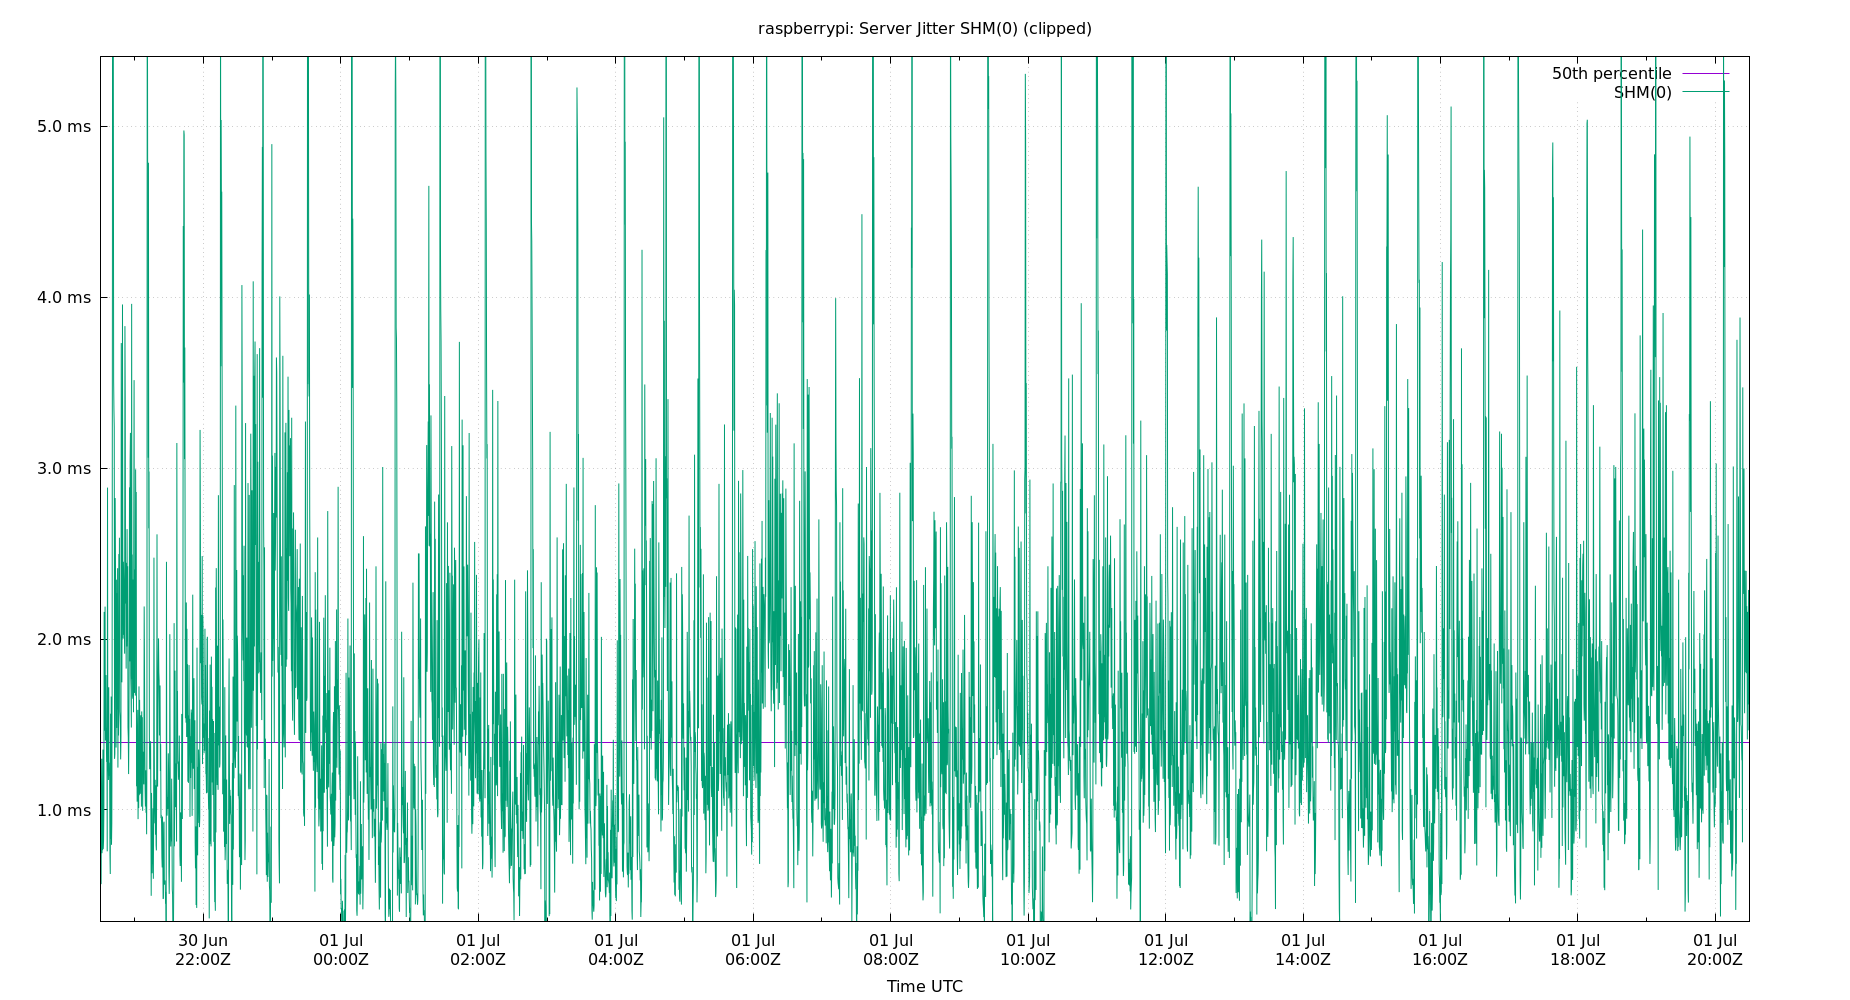 raspberrypi: Server Jitter SHM(0) (clipped)
50th percentile
SHM(0)
5.0 ms
4.0 ms
3.0 ms
2.0 ms
1.0 ms
30 Jun 01 Jul 01 Jul 01 Jul 01 Jul 01 Jul 01 Jul 01 Jul 01 Jul 01 Jul 01 Jul 01 Jul
22:00Z 00:00Z 02:00Z 04:00Z 06:00Z 08:00Z 10:00Z 12:00Z 14:00Z 16:00Z 18:00Z 20:00Z
Time UTC